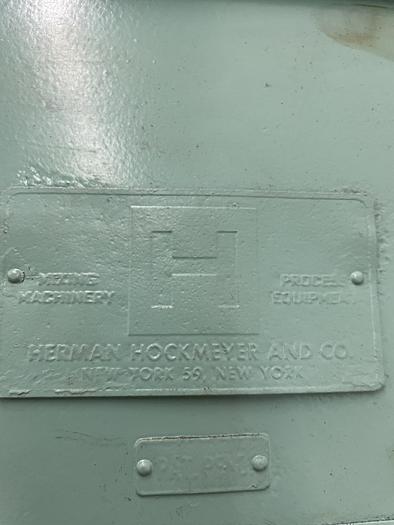 H
MIXING MACHINERY
PROCESS EQUIPMENT
HERMAN HOCKMEYER AND CO.
NEW YORK 59, NEW YORK